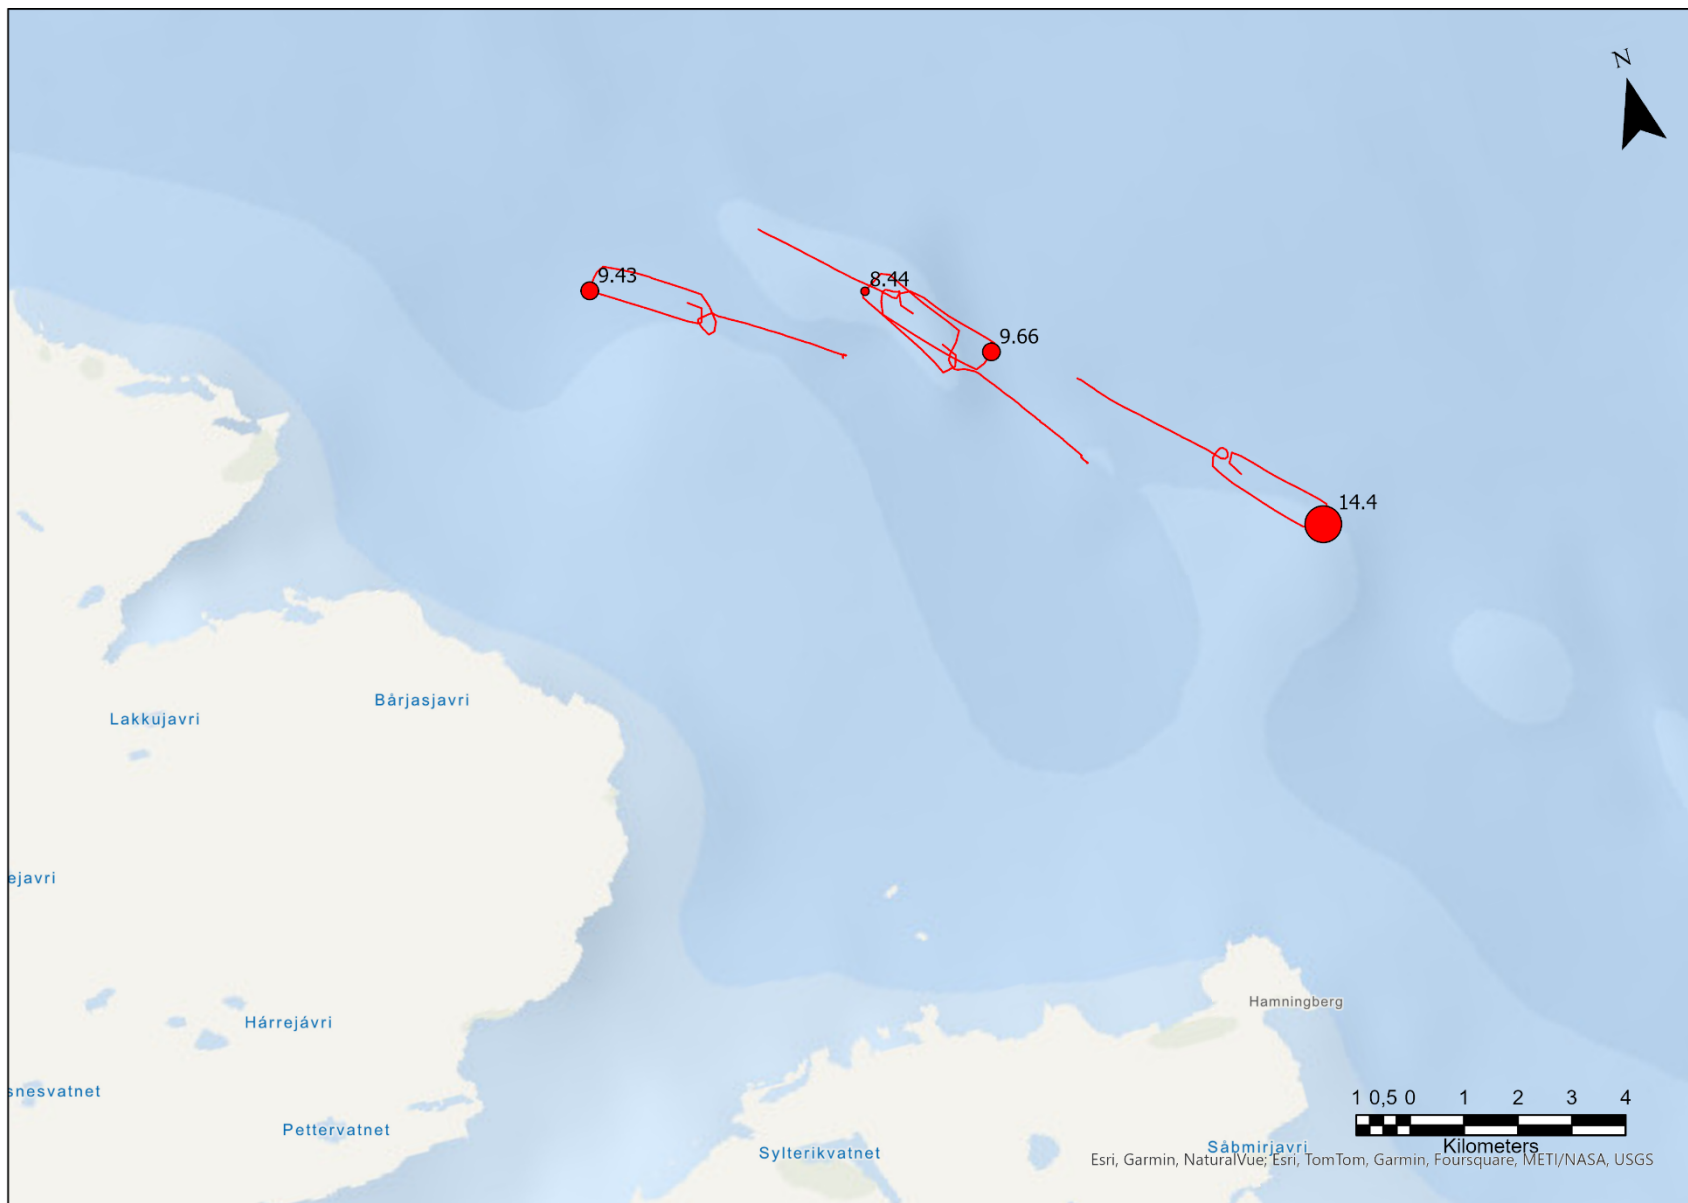 N
9.43
8.44
9.66
14.4
Bårjasjavri
Lakkujavri
ejavri
Hamningberg
Hárrejávri
snesvatnet
Pettervatnet
Sylterikvatnet
Såbmirjavri
1 0,5 0 1 2 3 4
Kilometers
Esri, Garmin, NaturalVue; Esri, TomTom, Garmin, Foursquare, METI/NASA, USGS